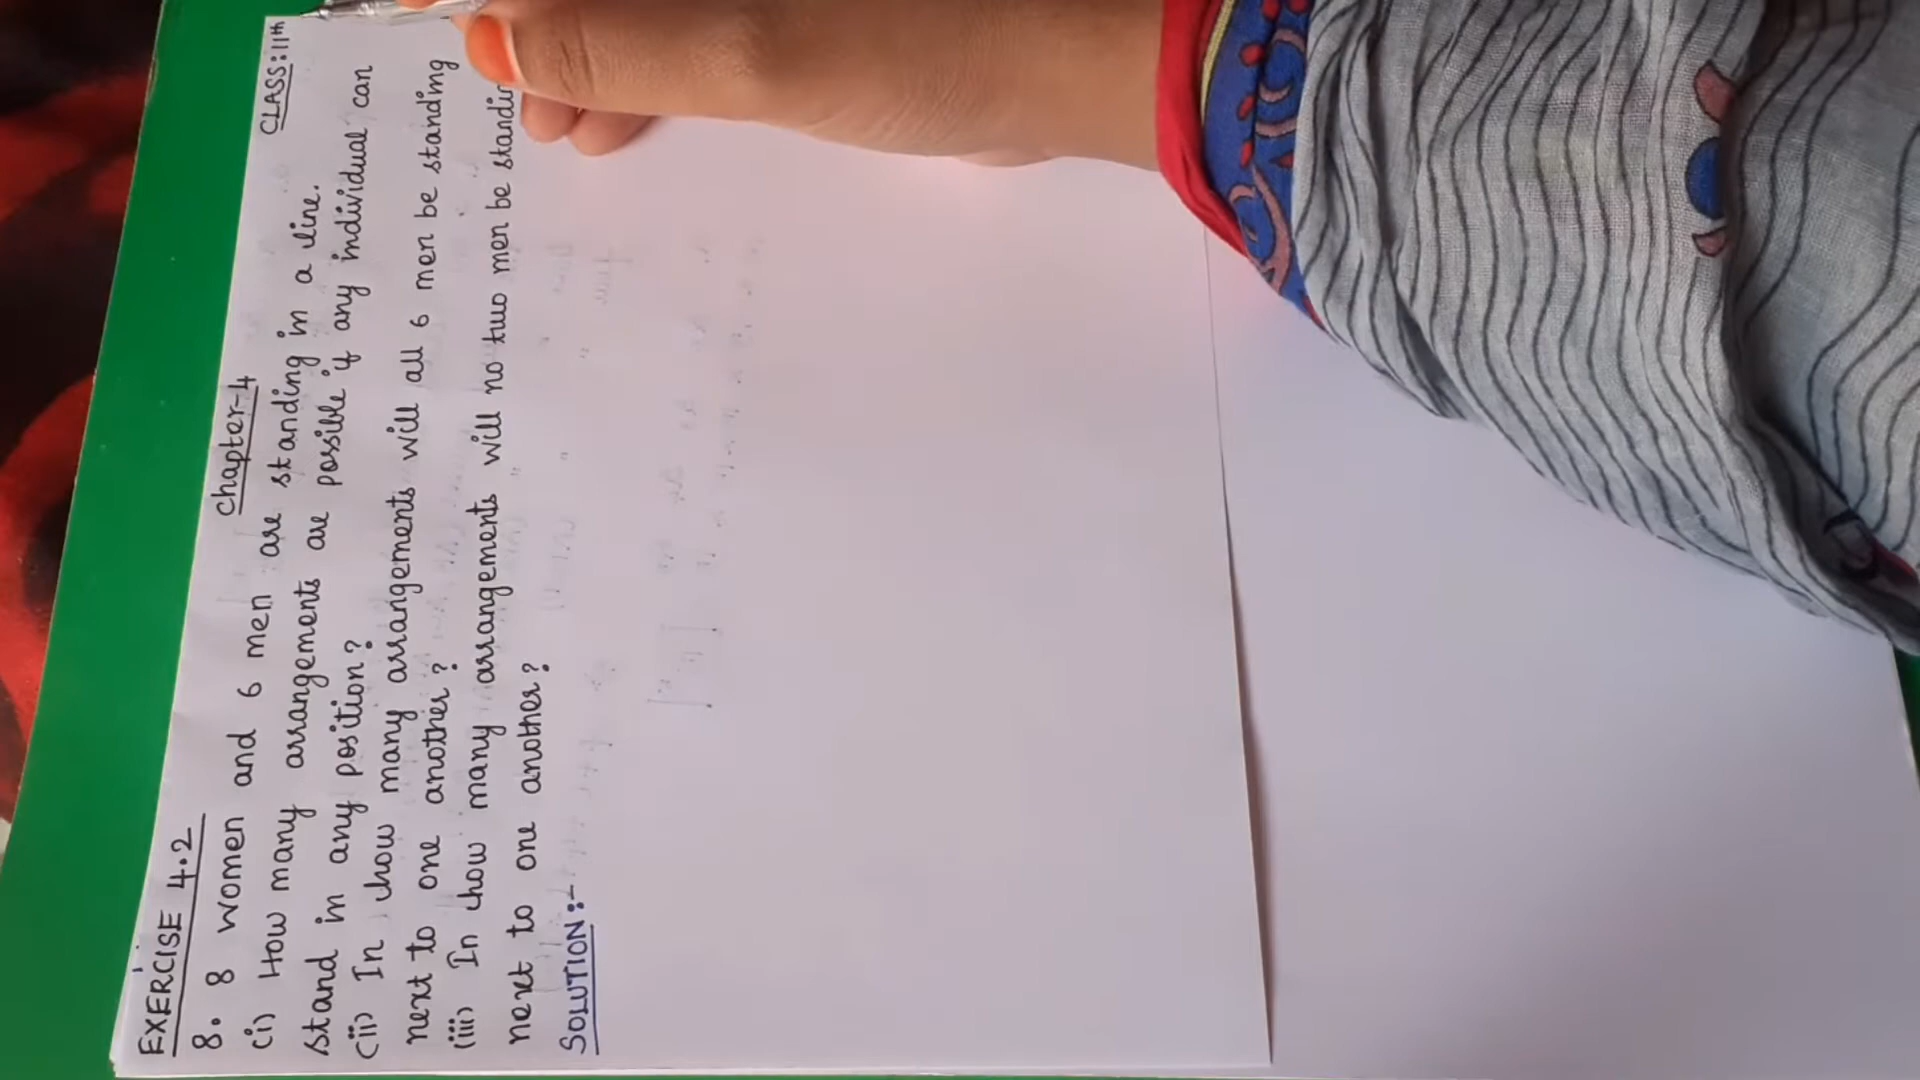 EXERCISE 4.2 Chapter-4 CLASS:11th
8. 8 women and 6 men are standing in a line.
(i) How many arrangements are possible if any individual can
stand in any position?
(ii) In how many arrangements will all 6 men be standing
next to one another?
(iii) In how many arrangements will no two men be standin
next to one another?
SOLUTION:-